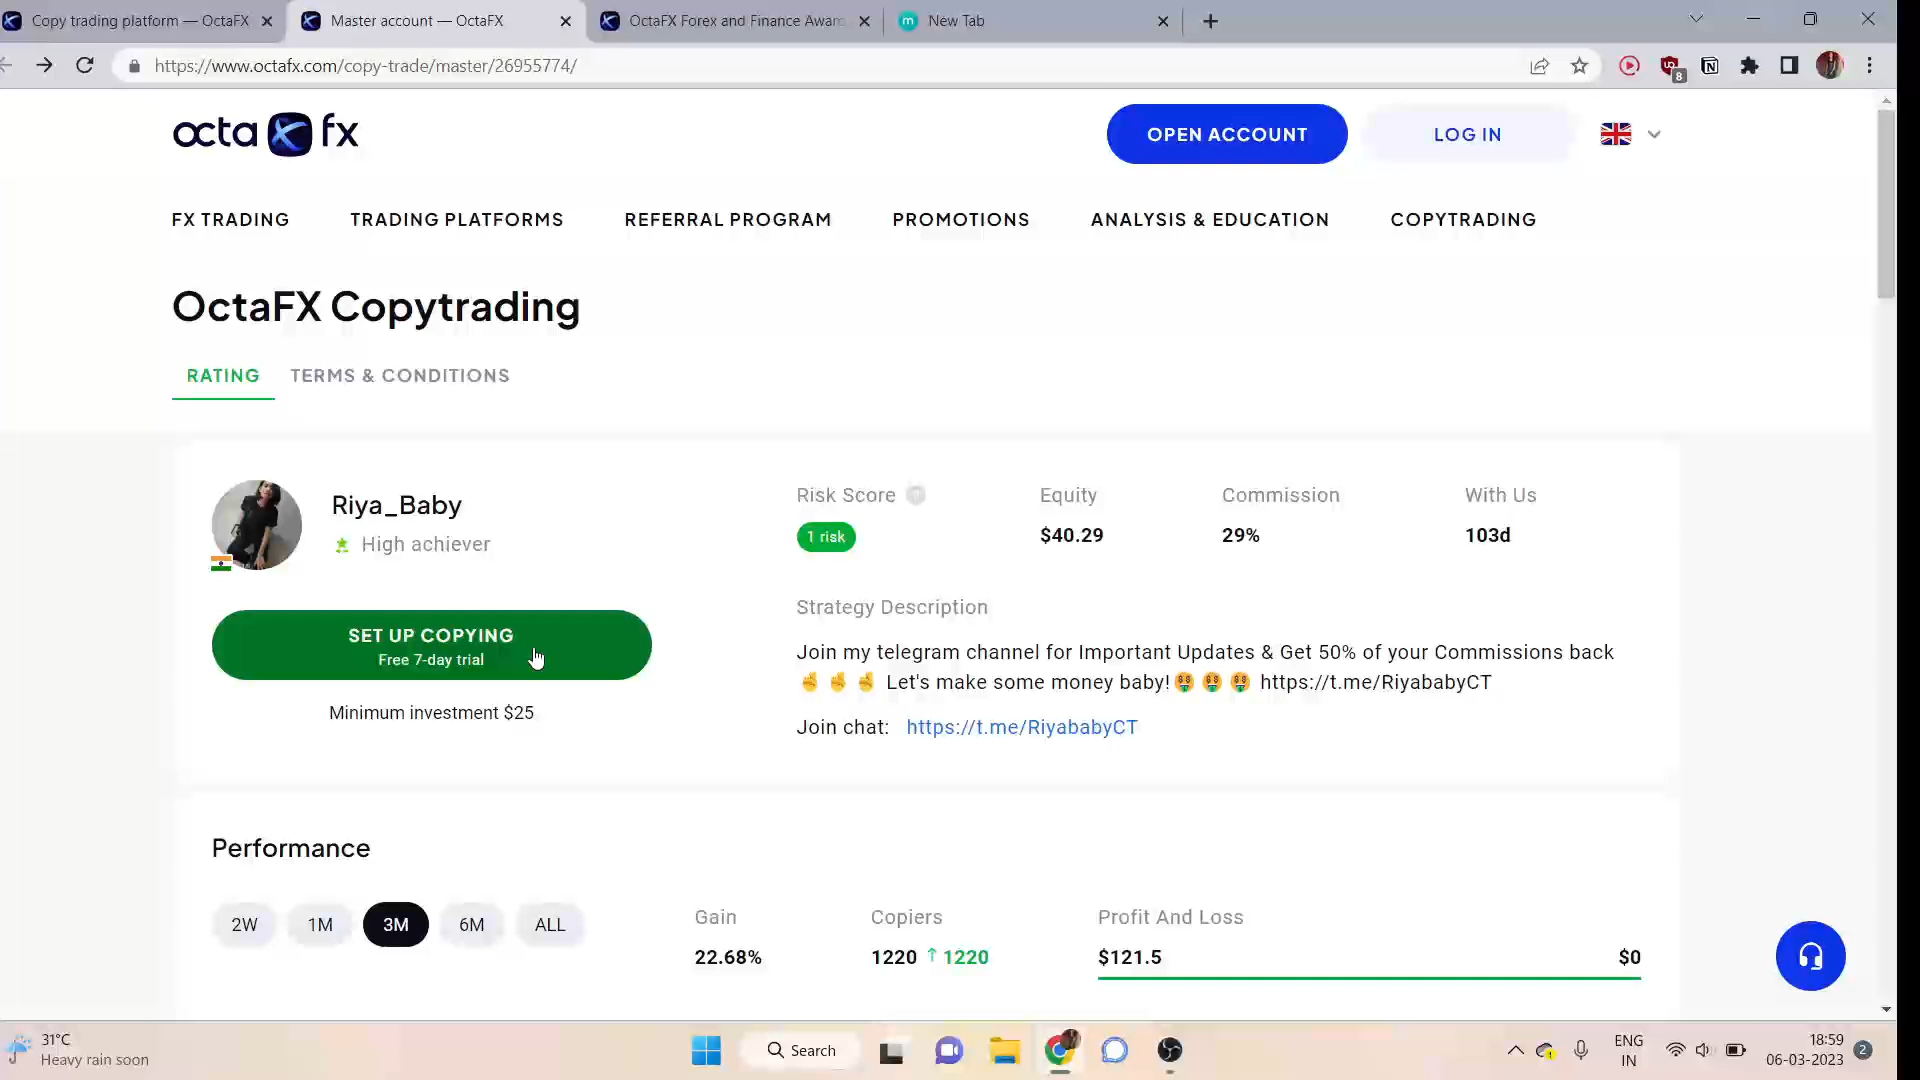 Copy trading platform — OctaFX
Master account — OctaFX
OctaFX Forex and Finance Awar
New Tab
https://www.octafx.com/copy-trade/master/26955774/
8
octa fx
OPEN ACCOUNT
LOG IN
FX TRADING
TRADING PLATFORMS
REFERRAL PROGRAM
PROMOTIONS
ANALYSIS & EDUCATION
COPYTRADING
OctaFX Copytrading
RATING
TERMS & CONDITIONS
Riya_Baby
High achiever
SET UP COPYING
Free 7-day trial
Minimum investment $25
Risk Score
1 risk
Equity
$40.29
Commission
29%
With Us
103d
Strategy Description
Join my telegram channel for Important Updates & Get 50% of your Commissions back
🤞 🤞 🤞 Let's make some money baby!🤑 🤑 🤑 https://t.me/RiyababyCT
Join chat: https://t.me/RiyababyCT
Performance
2W
1M
3M
6M
ALL
Gain
22.68%
Copiers
1220 ↑ 1220
Profit And Loss
$121.5
$0
31°C
Heavy rain soon
Search
ENG
IN
18:59
06-03-2023
2